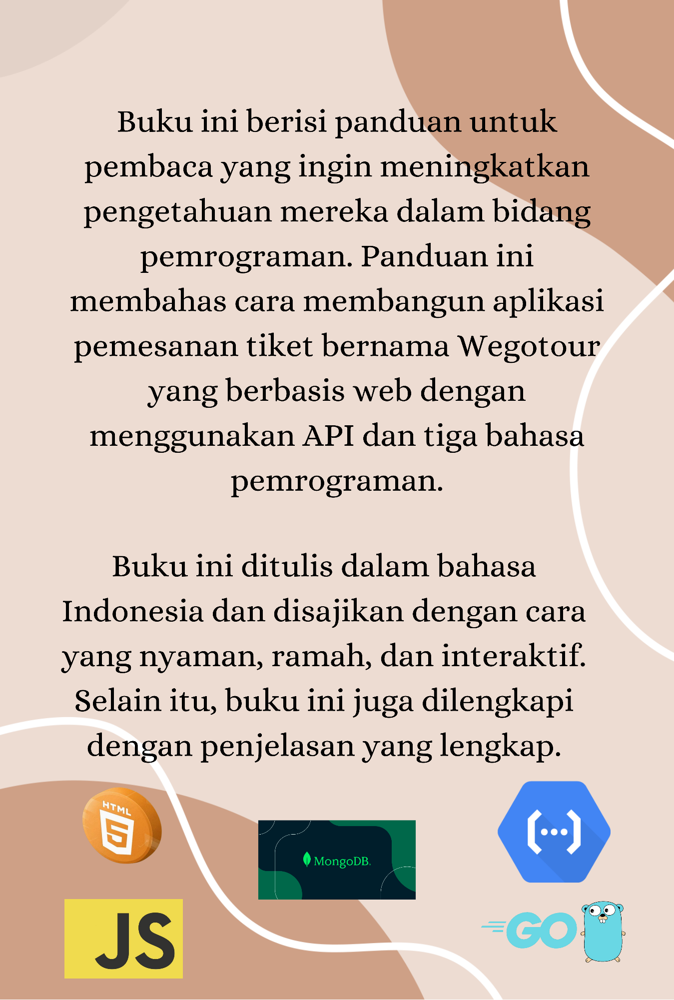 Buku ini berisi panduan untuk
pembaca yang ingin meningkatkan
pengetahuan mereka dalam bidang
pemrograman. Panduan ini
membahas cara membangun aplikasi
pemesanan tiket bernama Wegotour
yang berbasis web dengan
menggunakan API dan tiga bahasa
pemrograman.
Buku ini ditulis dalam bahasa
Indonesia dan disajikan dengan cara
yang nyaman, ramah, dan interaktif.
Selain itu, buku ini juga dilengkapi
dengan penjelasan yang lengkap.
HTML
5
MongoDB.
JS
GO